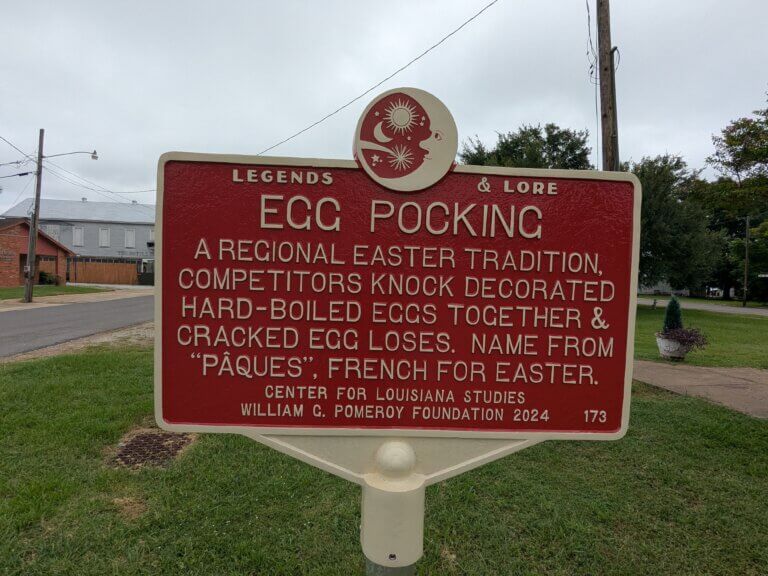 LEGENDS & LORE
EGG POCKING
A REGIONAL EASTER TRADITION,
COMPETITORS KNOCK DECORATED
HARD-BOILED EGGS TOGETHER &
CRACKED EGG LOSES. NAME FROM
"PÂQUES", FRENCH FOR EASTER.
CENTER FOR LOUISIANA STUDIES
WILLIAM G. POMEROY FOUNDATION 2024 173